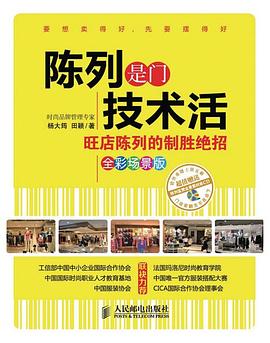 要想卖得好，先要摆得好
陈列是门
技术活
时尚品牌管理专家
杨大筠 田颖/著
旺店陈列的制胜绝招
全彩场景版
超值赠送
工信部中国中小企业国际合作协会
中国国际时尚职业人才教育基地
中国服装协会
联袂力荐
法国玛洛尼时尚教育学院
中国唯一官方服装搭配大赛
CICA国际合作协会理事会
人民邮电出版社
POSTS & TELECOM PRESS